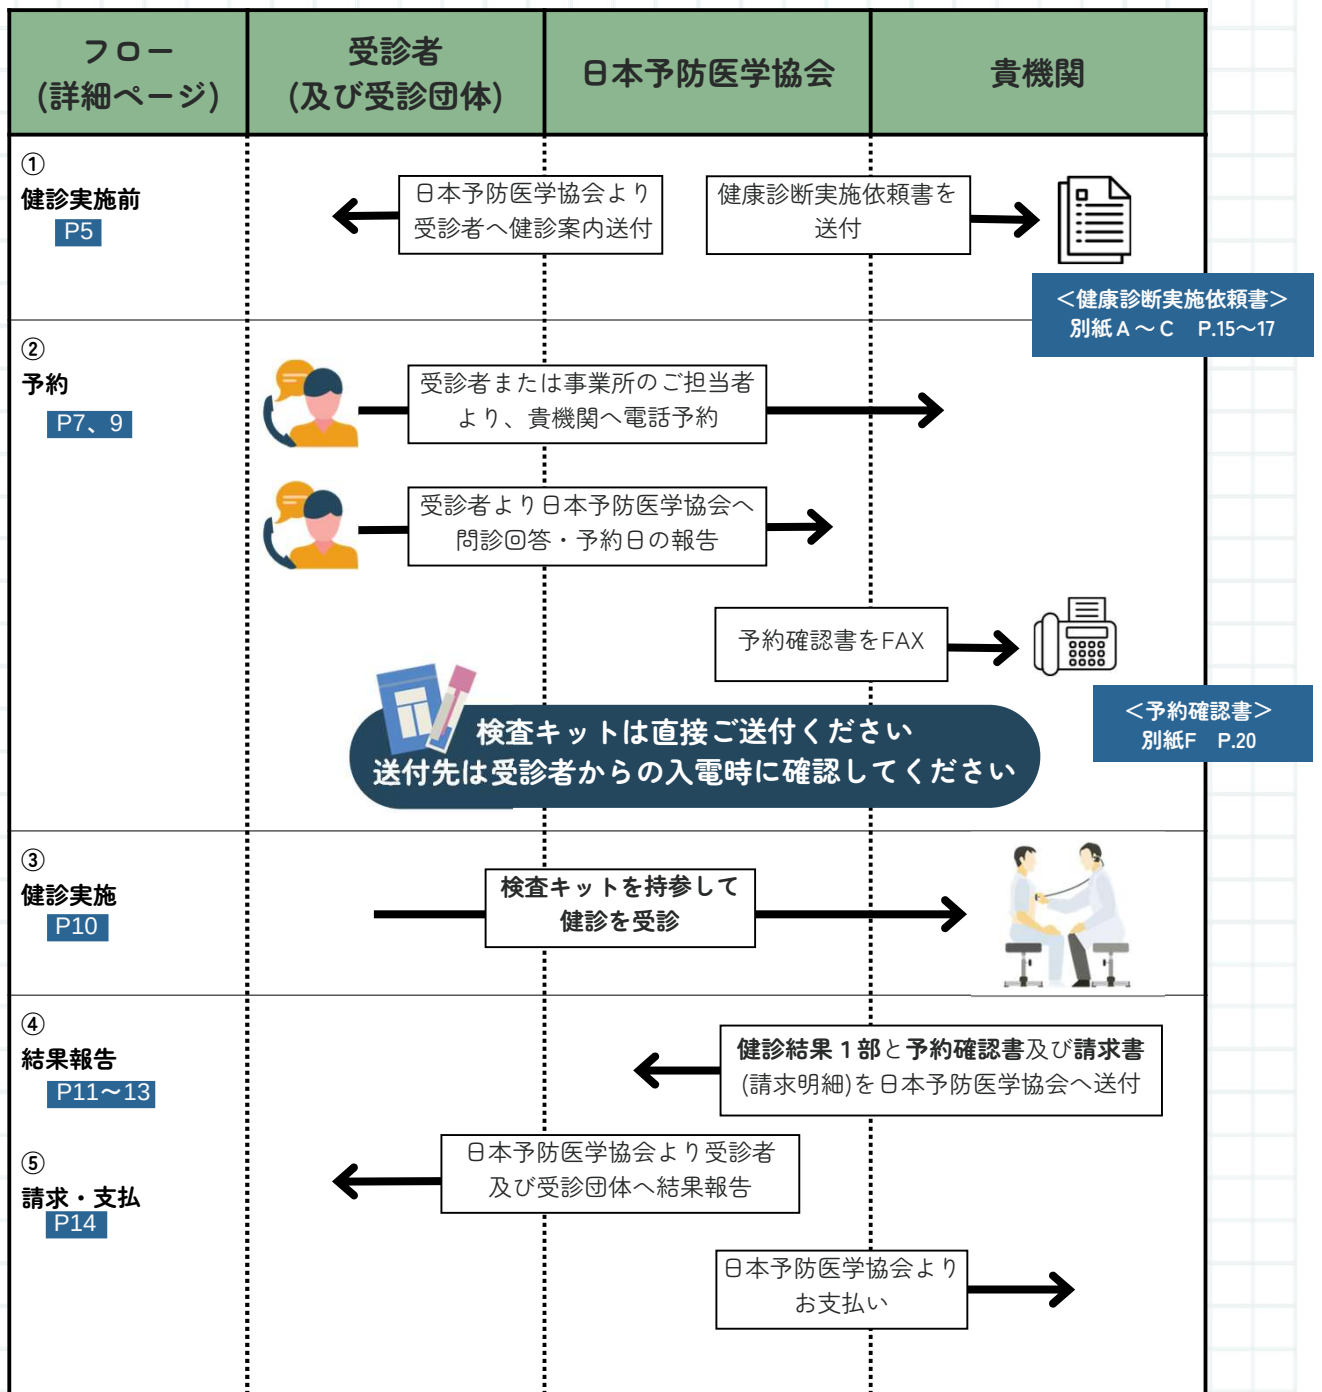 フロー
(詳細ページ)
受診者
(及び受診団体)
日本予防医学協会
貴機関
①
健診実施前
P5
日本予防医学協会より
受診者へ健診案内送付
健康診断実施依頼書を
送付
＜健康診断実施依頼書＞
別紙A～C P.15～17
②
予約
P7、9
受診者または事業所のご担当者
より、貴機関へ電話予約
受診者より日本予防医学協会へ
問診回答・予約日の報告
予約確認書をFAX
＜予約確認書＞
別紙F P.20
検査キットは直接ご送付ください
送付先は受診者からの入電時に確認してください
③
健診実施
P10
検査キットを持参して
健診を受診
④
結果報告
P11～13
健診結果１部と予約確認書及び請求書
(請求明細)を日本予防医学協会へ送付
日本予防医学協会より受診者
及び受診団体へ結果報告
⑤
請求・支払
P14
日本予防医学協会より
お支払い